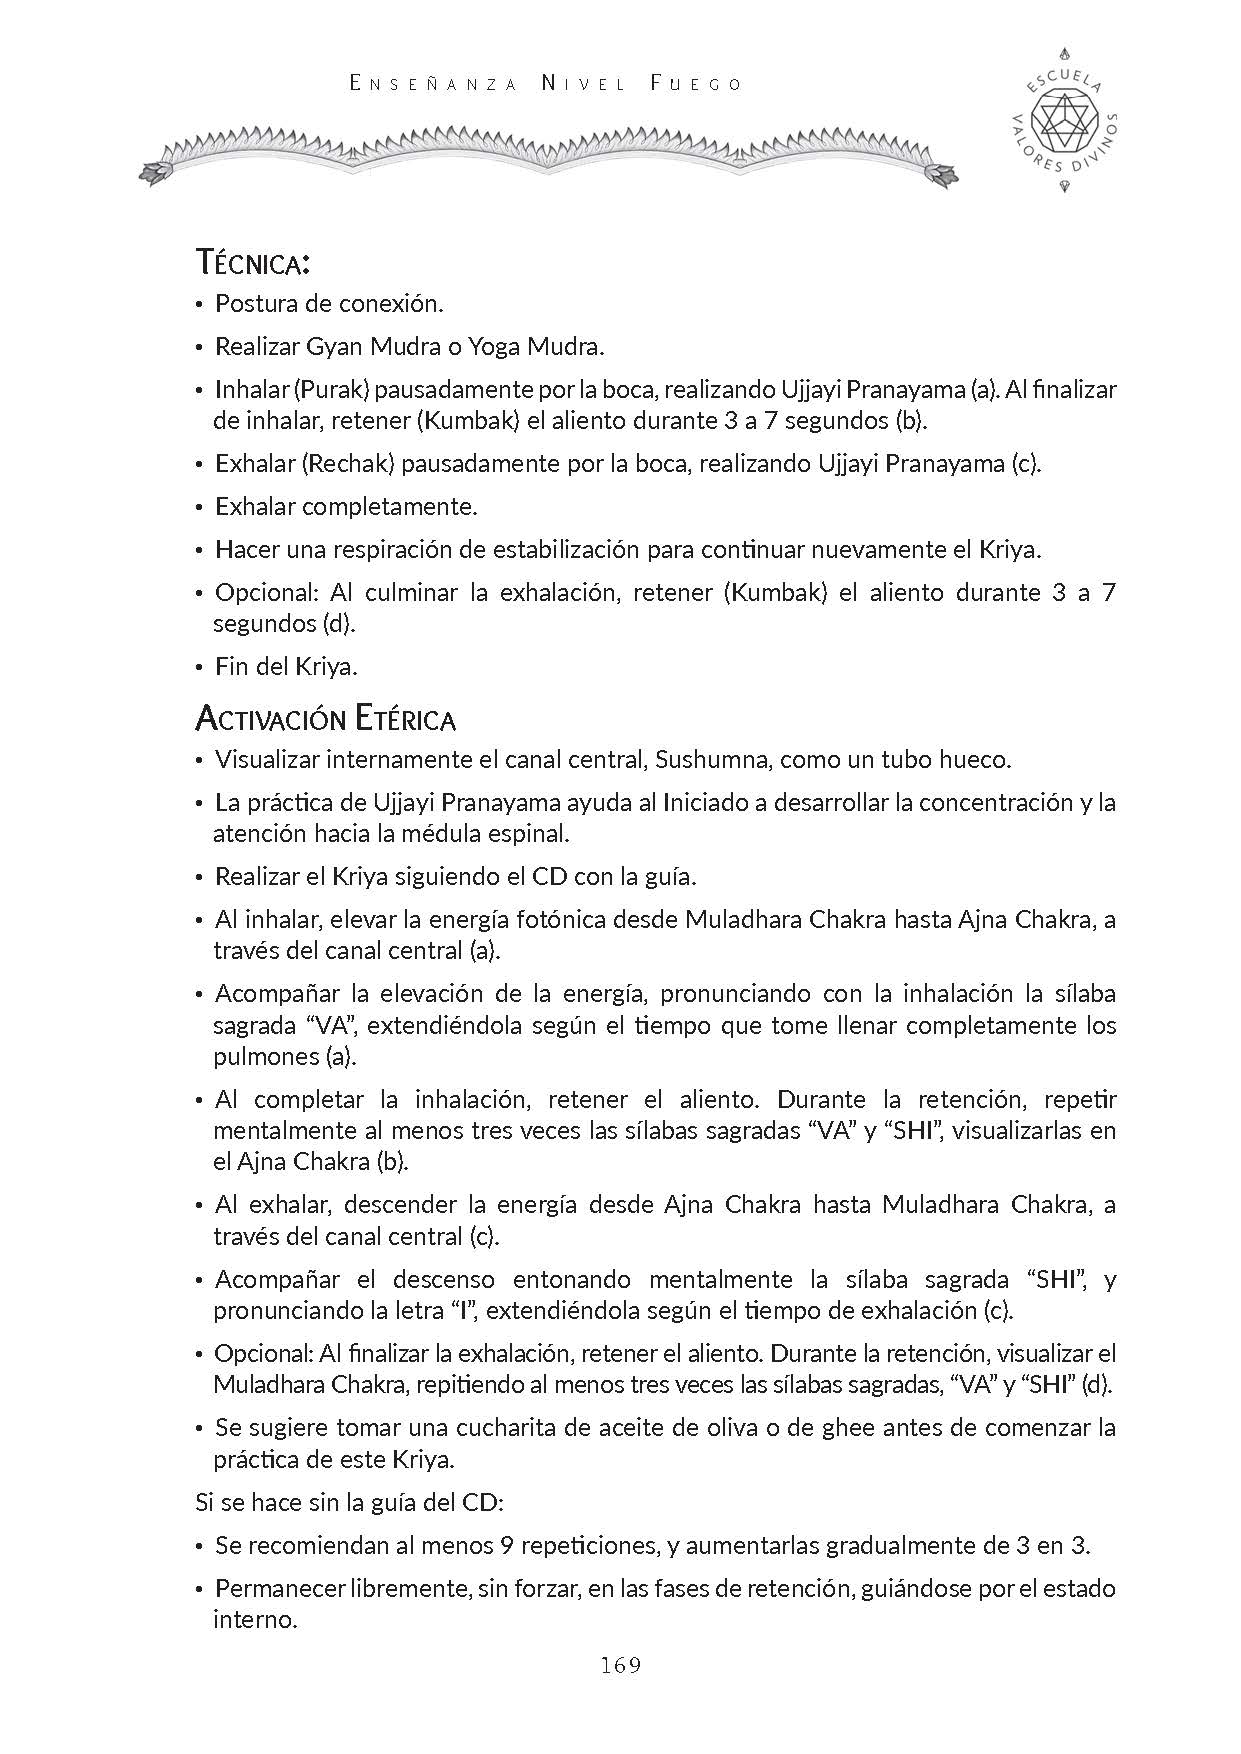 Enseñanza Nivel Fuego
ESCUELA
VALORES DIVINOS
Técnica:
• Postura de conexión.
• Realizar Gyan Mudra o Yoga Mudra.
• Inhalar (Purak) pausadamente por la boca, realizando Ujjayi Pranayama (a). Al finalizar
de inhalar, retener (Kumbak) el aliento durante 3 a 7 segundos (b).
• Exhalar (Rechak) pausadamente por la boca, realizando Ujjayi Pranayama (c).
• Exhalar completamente.
• Hacer una respiración de estabilización para continuar nuevamente el Kriya.
• Opcional: Al culminar la exhalación, retener (Kumbak) el aliento durante 3 a 7
segundos (d).
• Fin del Kriya.
Activación Etérica
• Visualizar internamente el canal central, Sushumna, como un tubo hueco.
• La práctica de Ujjayi Pranayama ayuda al Iniciado a desarrollar la concentración y la
atención hacia la médula espinal.
• Realizar el Kriya siguiendo el CD con la guía.
• Al inhalar, elevar la energía fotónica desde Muladhara Chakra hasta Ajna Chakra, a
través del canal central (a).
• Acompañar la elevación de la energía, pronunciando con la inhalación la sílaba
sagrada “VA”, extendiéndola según el tiempo que tome llenar completamente los
pulmones (a).
• Al completar la inhalación, retener el aliento. Durante la retención, repetir
mentalmente al menos tres veces las sílabas sagradas “VA” y “SHI”, visualizarlas en
el Ajna Chakra (b).
• Al exhalar, descender la energía desde Ajna Chakra hasta Muladhara Chakra, a
través del canal central (c).
• Acompañar el descenso entonando mentalmente la sílaba sagrada “SHI”, y
pronunciando la letra “I”, extendiéndola según el tiempo de exhalación (c).
• Opcional: Al finalizar la exhalación, retener el aliento. Durante la retención, visualizar el
Muladhara Chakra, repitiendo al menos tres veces las sílabas sagradas, “VA” y “SHI” (d).
• Se sugiere tomar una cucharita de aceite de oliva o de ghee antes de comenzar la
práctica de este Kriya.
Si se hace sin la guía del CD:
• Se recomiendan al menos 9 repeticiones, y aumentarlas gradualmente de 3 en 3.
• Permanecer libremente, sin forzar, en las fases de retención, guiándose por el estado
interno.
169